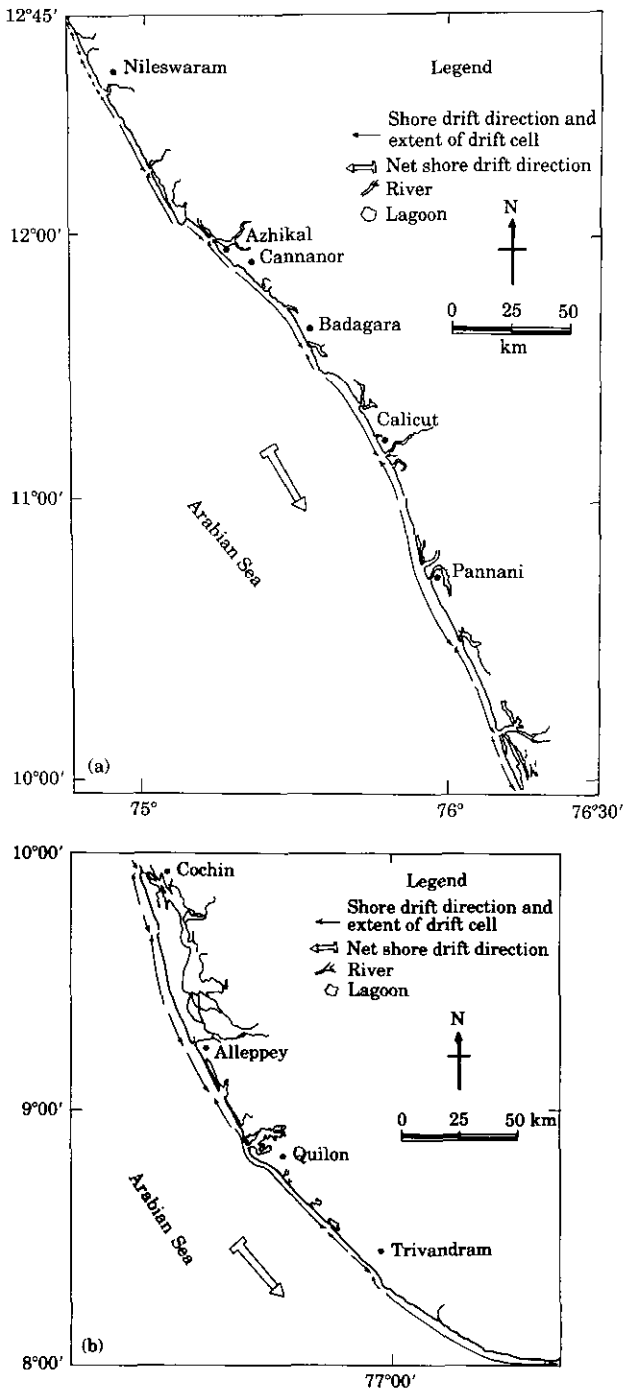 12°45'
Nileswaram
Legend
Shore drift direction and
extent of drift cell
Net shore drift direction
River
Lagoon
N
12°00'
Azhikal
Cannanor
Badagara
0 25 50
km
Calicut
11°00'
Arabian Sea
Pannani
(a)
10°00'
75° 76° 76°30'
10°00'
Cochin
Legend
Shore drift direction and
extent of drift cell
Net shore drift direction
River
Lagoon
N
Alleppey
9°00'
0 25 50 km
Quilon
Arabian Sea
Trivandram
(b)
8°00'
77°00'